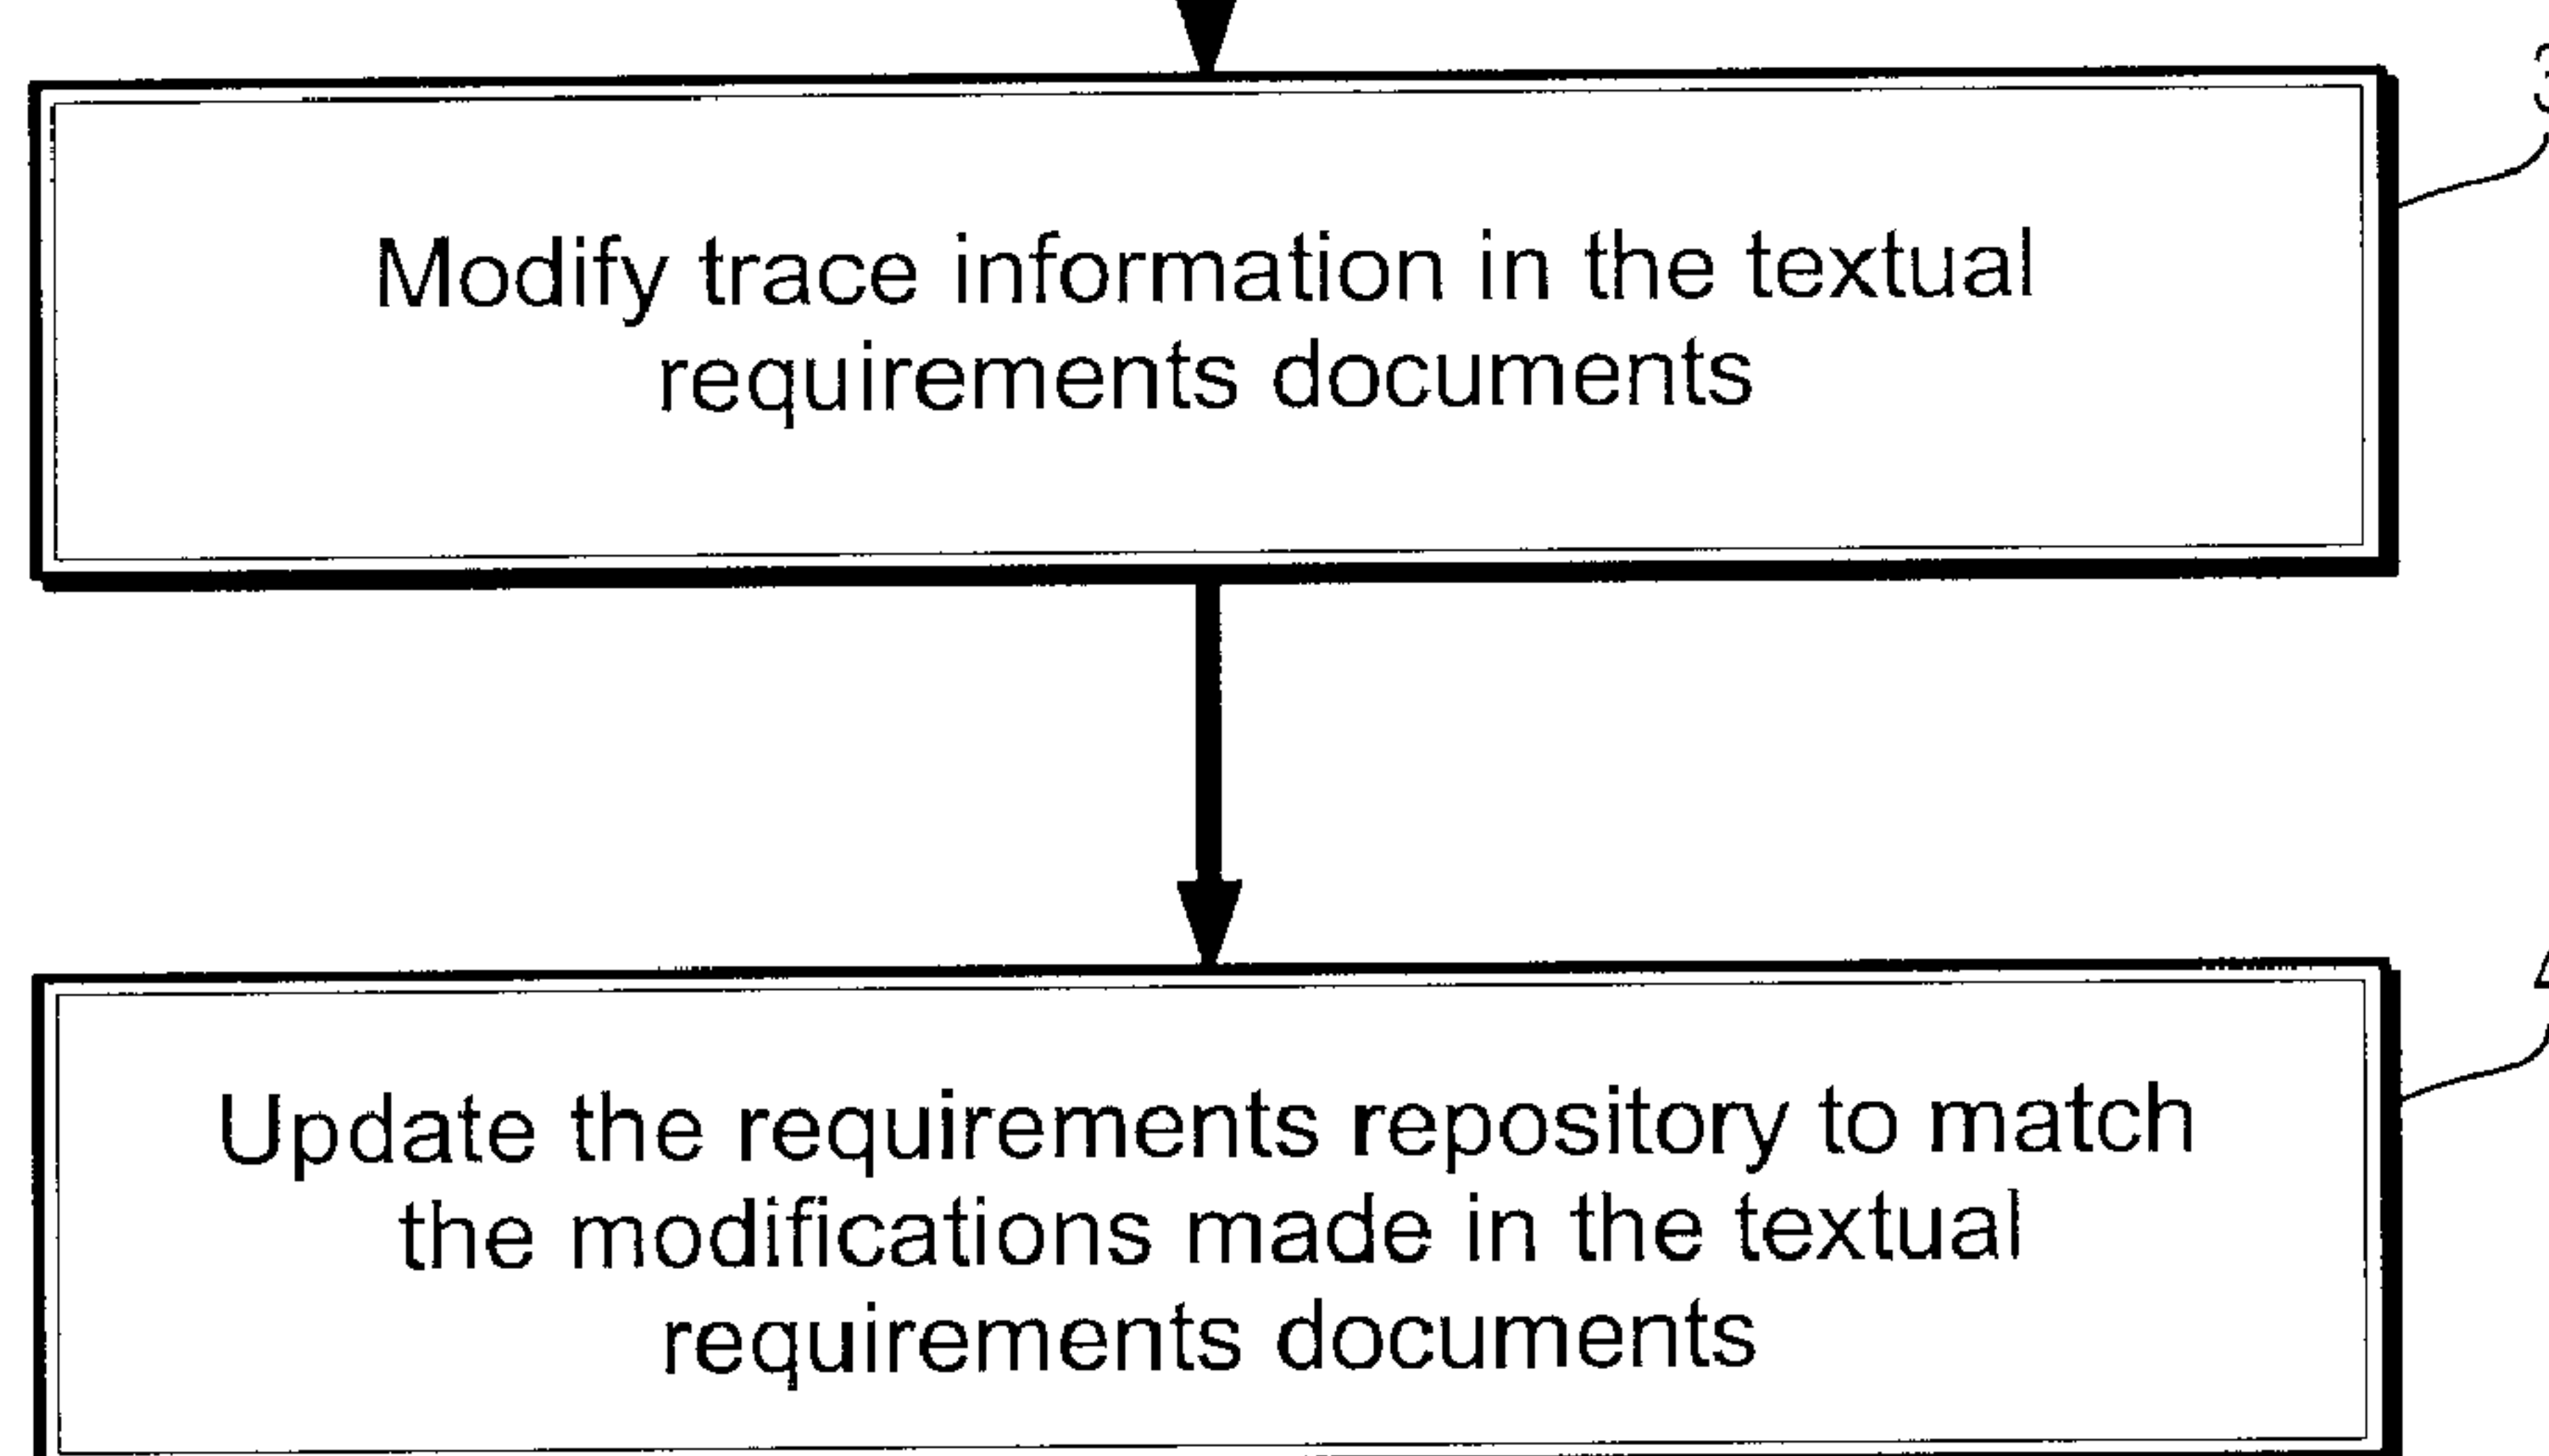 Modify trace information in the textual
requirements documents
Update the requirements repository to match
the modifications made in the textual
requirements documents